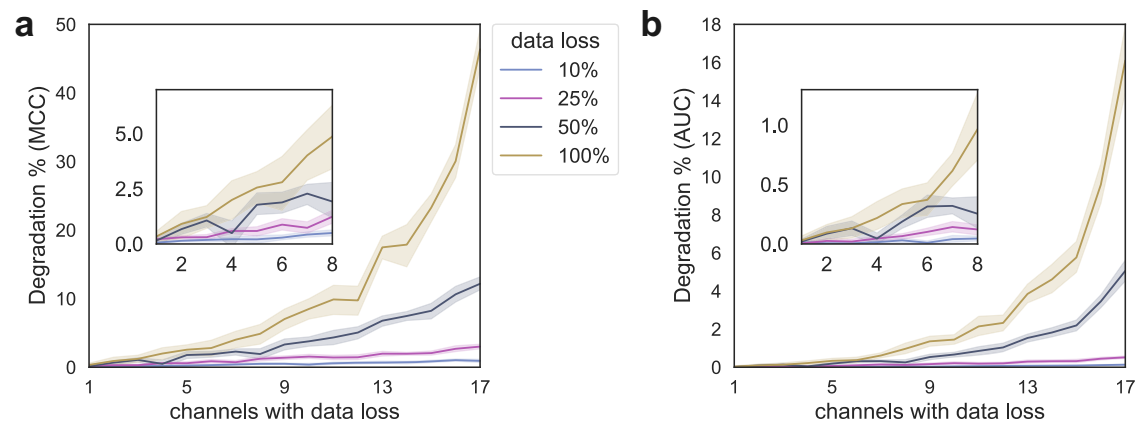 a
Degradation % (MCC)
50
40
30
20
10
0
5.0
2.5
0.0
2 4 6 8
1 5 9 13 17
channels with data loss
data loss
10%
25%
50%
100%
b
Degradation % (AUC)
18
16
14
12
10
8
6
4
2
0
1.0
0.5
0.0
2 4 6 8
1 5 9 13 17
channels with data loss